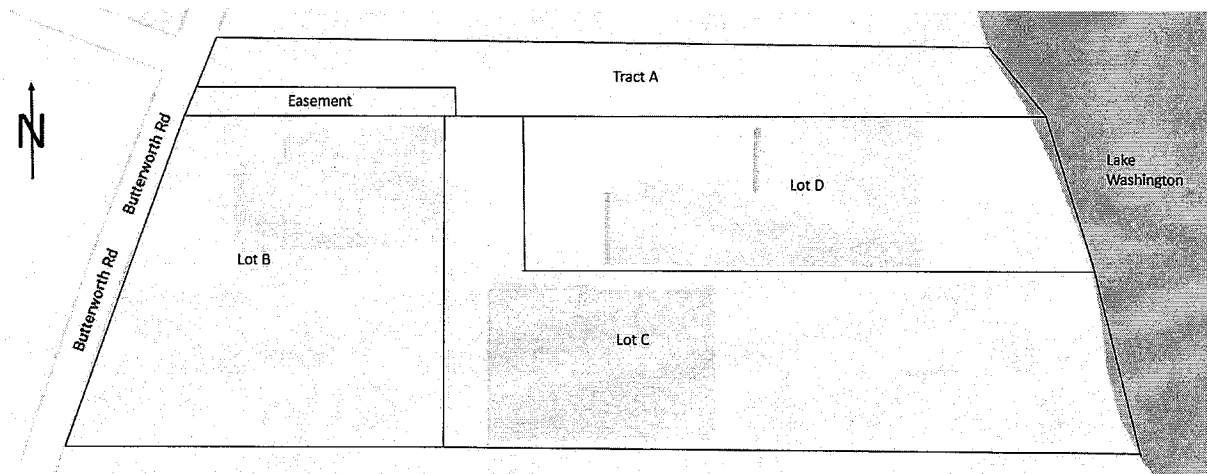 Tract A
Easement
N
Butterworth Rd
Lake
Washington
Lot D
Lot B
Butterworth Rd
Lot C